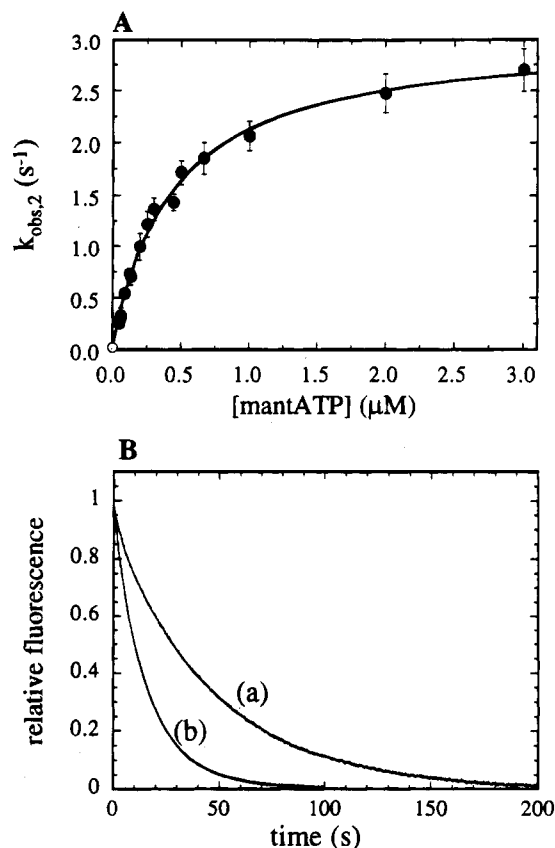 A
3.0
2.5
2.0
1.5
1.0
0.5
0.0
k_obs,2 (s⁻¹)
0.0 0.5 1.0 1.5 2.0 2.5 3.0
[mantATP] (μM)
B
1
0.8
0.6
0.4
0.2
0
relative fluorescence
(a)
(b)
0 50 100 150 200
time (s)